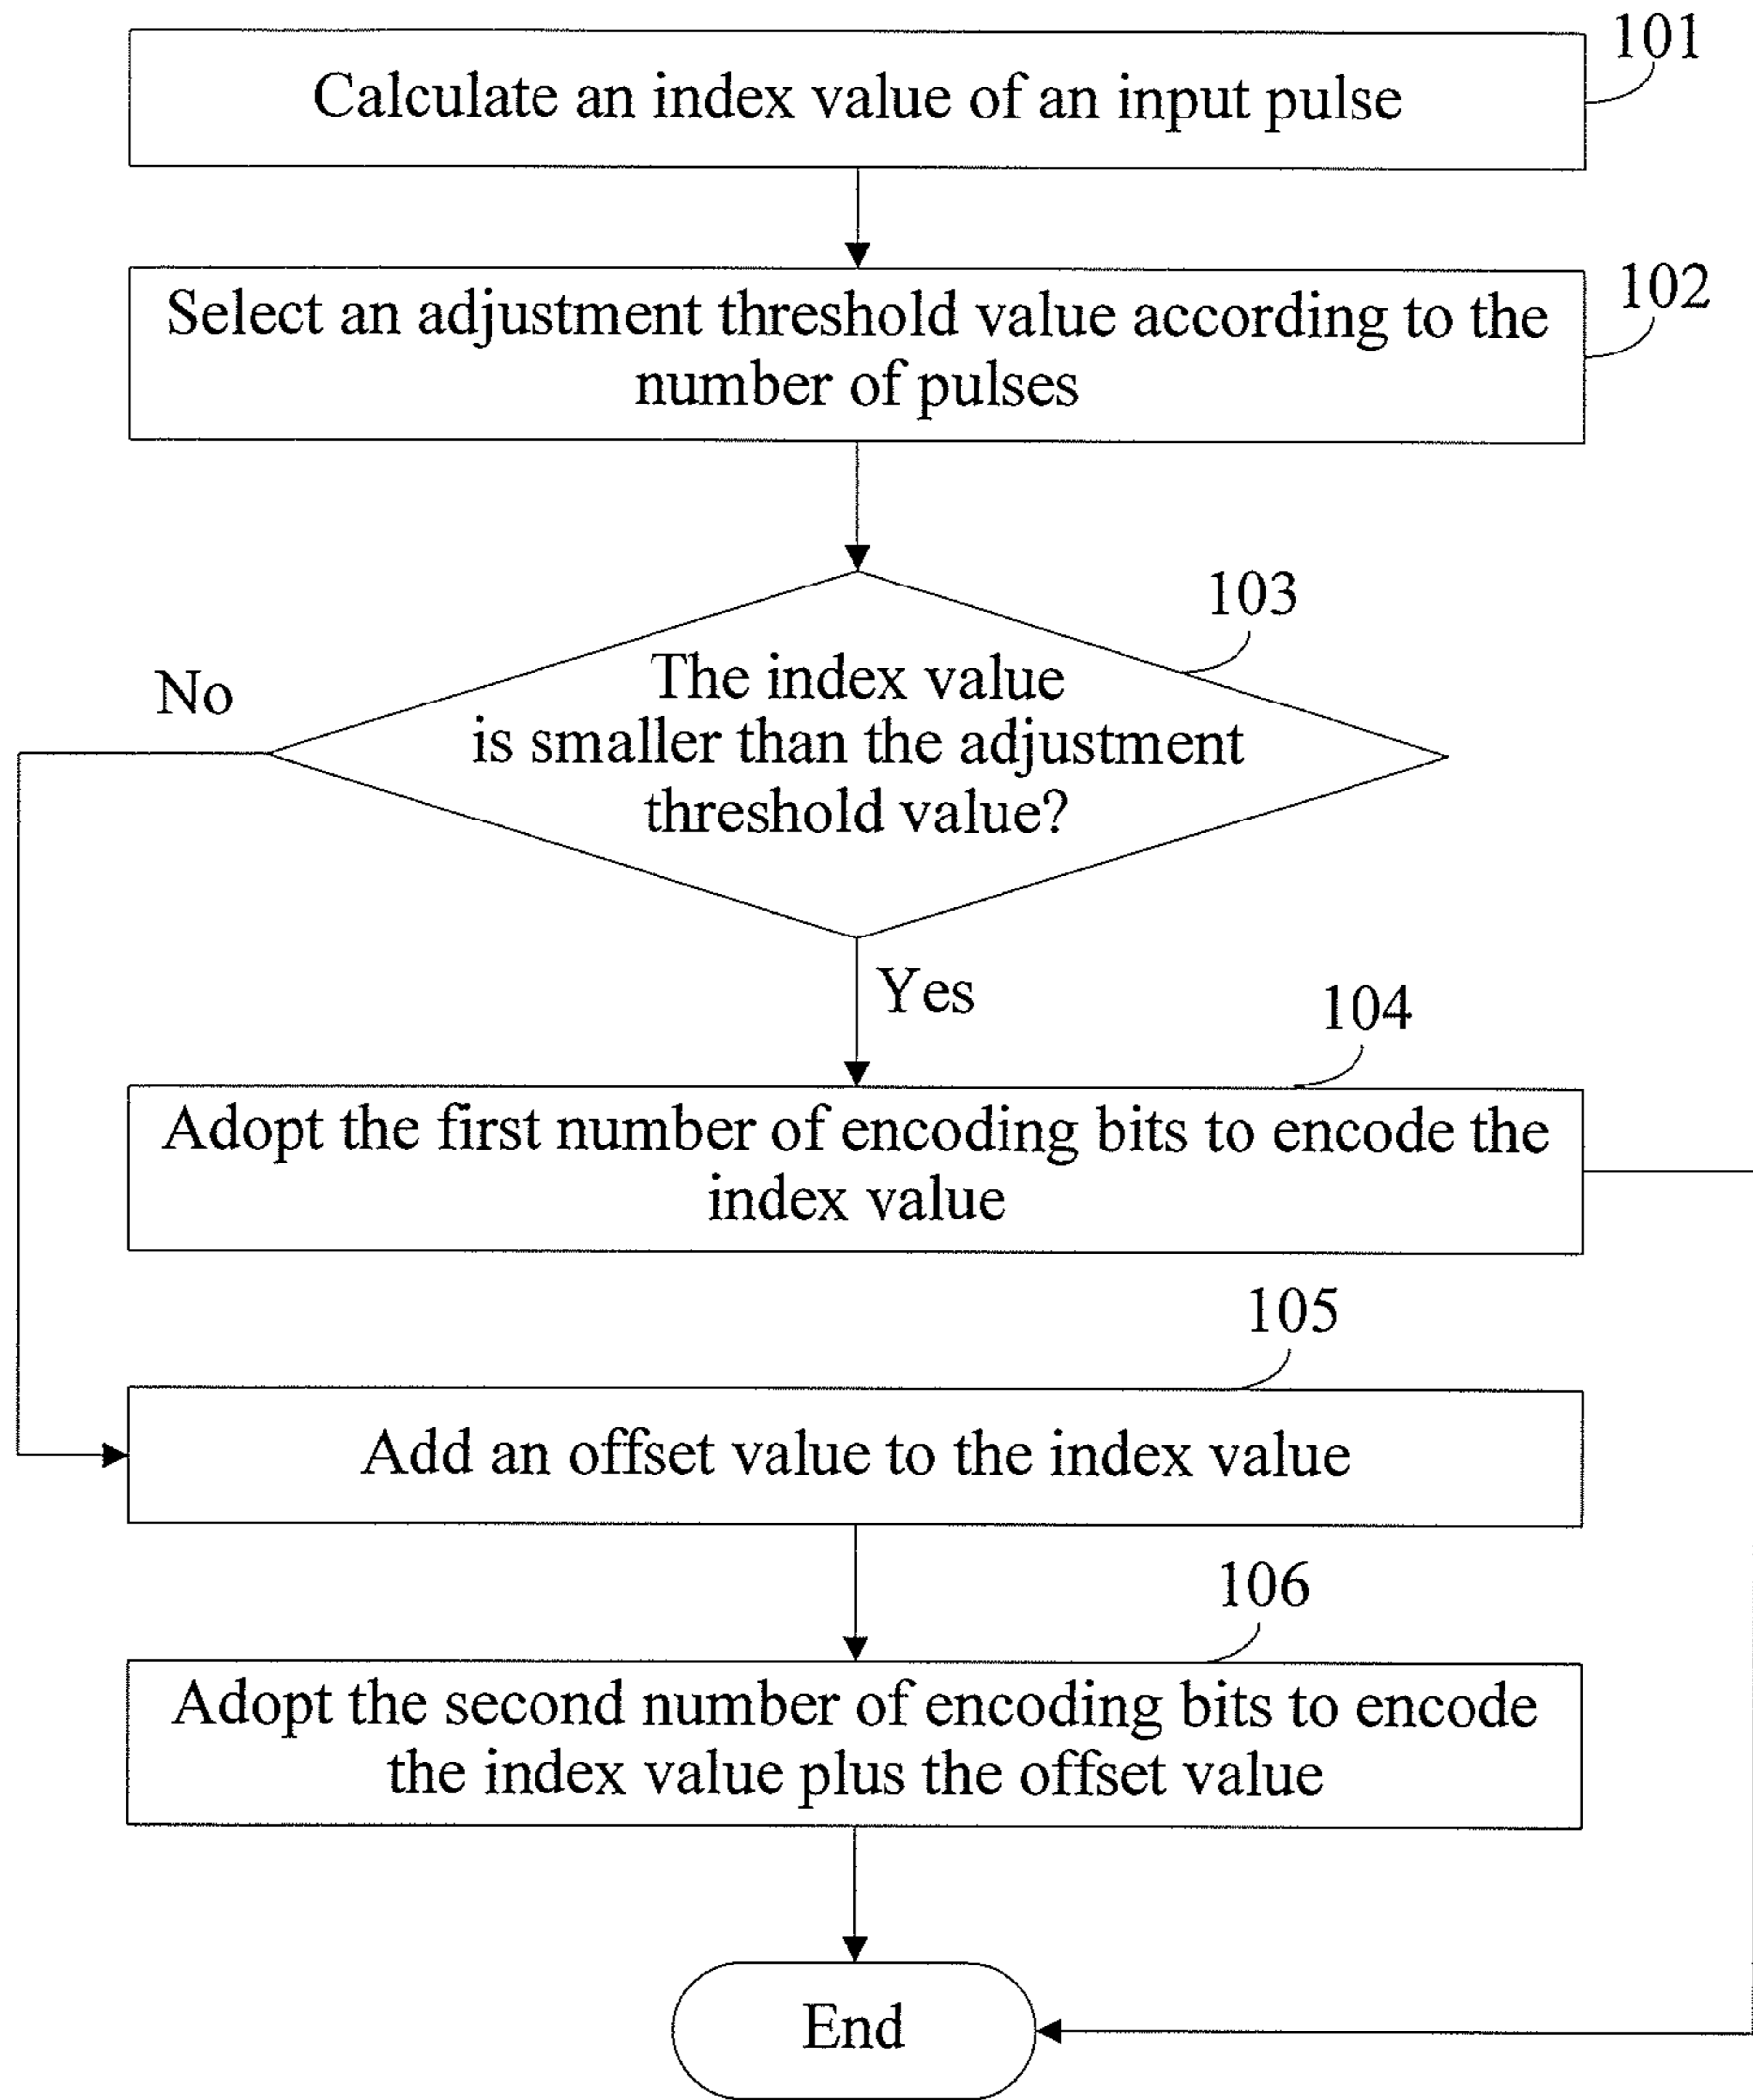 101
Calculate an index value of an input pulse
102
Select an adjustment threshold value according to the
number of pulses
103
No
The index value
is smaller than the adjustment
threshold value?
Yes
104
Adopt the first number of encoding bits to encode the
index value
105
Add an offset value to the index value
106
Adopt the second number of encoding bits to encode
the index value plus the offset value
End